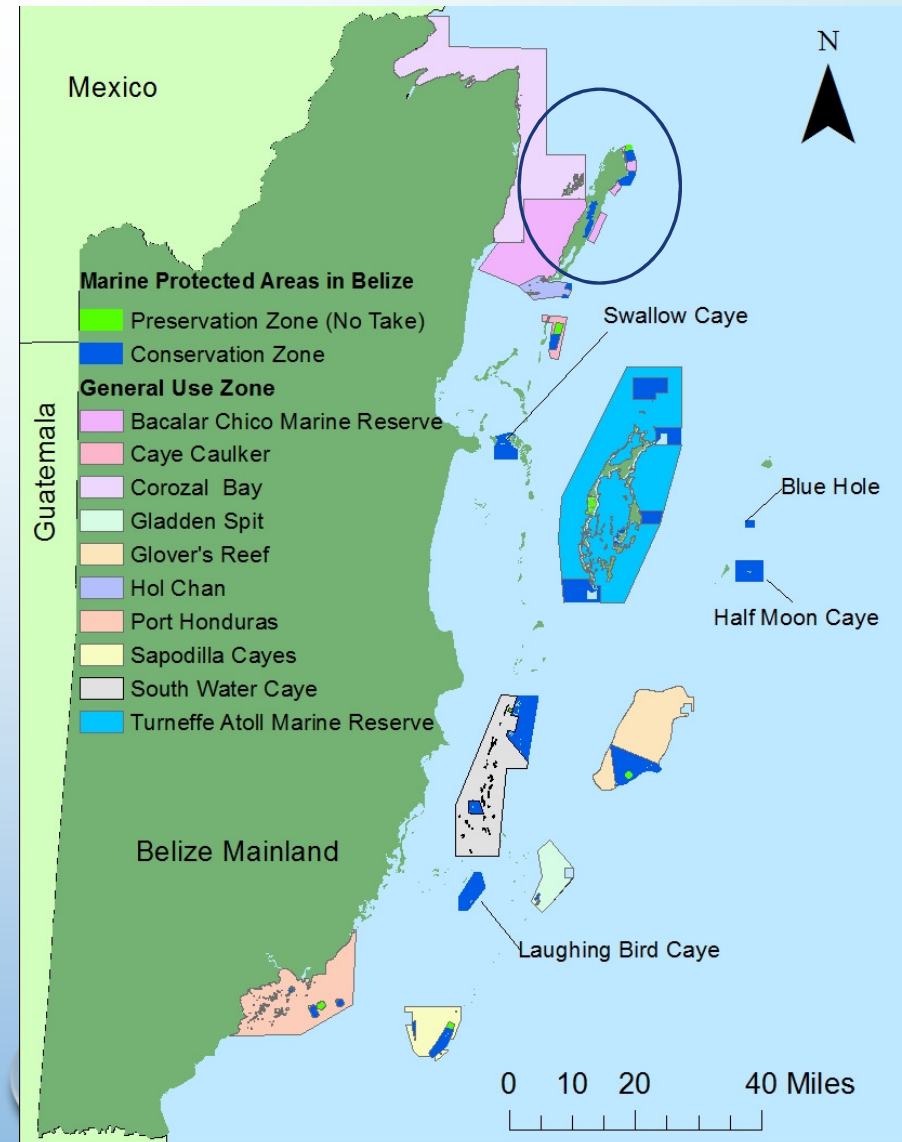 Mexico
N
Marine Protected Areas in Belize
Preservation Zone (No Take)
Conservation Zone
General Use Zone
Bacalar Chico Marine Reserve
Caye Caulker
Corozal Bay
Gladden Spit
Glover's Reef
Hol Chan
Port Honduras
Sapodilla Cayes
South Water Caye
Turneffe Atoll Marine Reserve
Guatemala
Swallow Caye
Blue Hole
Half Moon Caye
Belize Mainland
Laughing Bird Caye
0 10 20 40 Miles